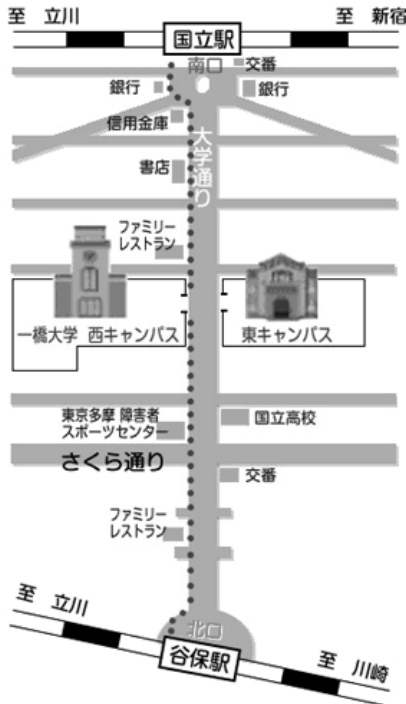 至 立川
至 新宿
国立駅
南口
交番
銀行
銀行
信用金庫
大学通り
書店
ファミリー
レストラン
一橋大学 西キャンパス
東キャンパス
東京多摩 障害者
スポーツセンター
国立高校
さくら通り
交番
ファミリー
レストラン
至 立川
北口
谷保駅
至 川崎